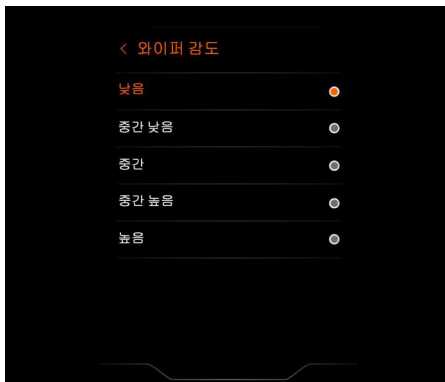 와이퍼 감도
낮음
중간 낮음
중간
중간 높음
높음